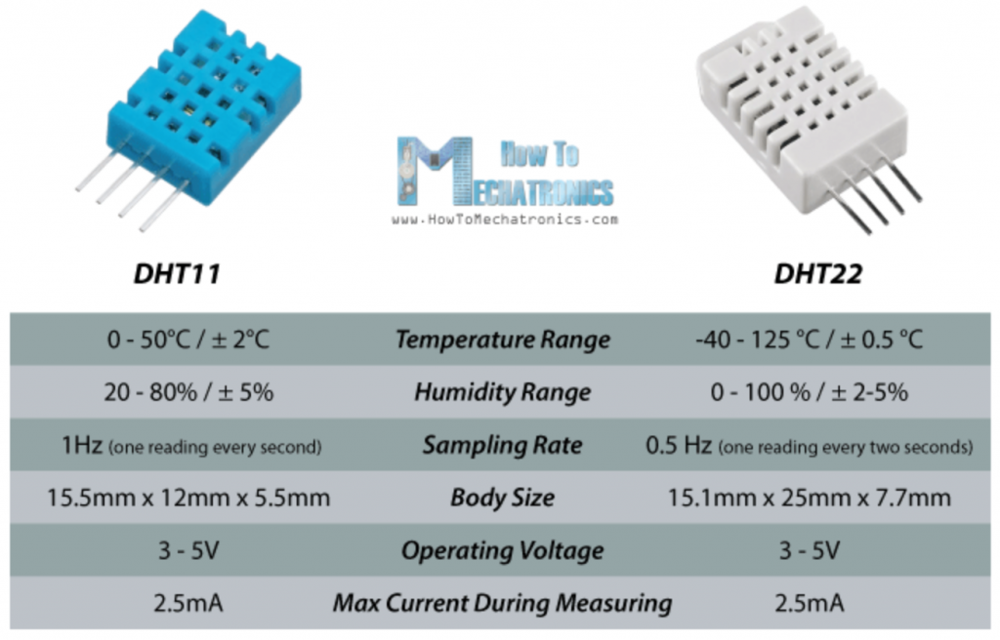 How To
MECHATRONICS
www.HowToMechatronics.com
DHT11 DHT22
0 - 50°C / ± 2°C Temperature Range -40 - 125 °C / ± 0.5 °C
20 - 80% / ± 5% Humidity Range 0 - 100 % / ± 2-5%
1Hz (one reading every second) Sampling Rate 0.5 Hz (one reading every two seconds)
15.5mm x 12mm x 5.5mm Body Size 15.1mm x 25mm x 7.7mm
3 - 5V Operating Voltage 3 - 5V
2.5mA Max Current During Measuring 2.5mA